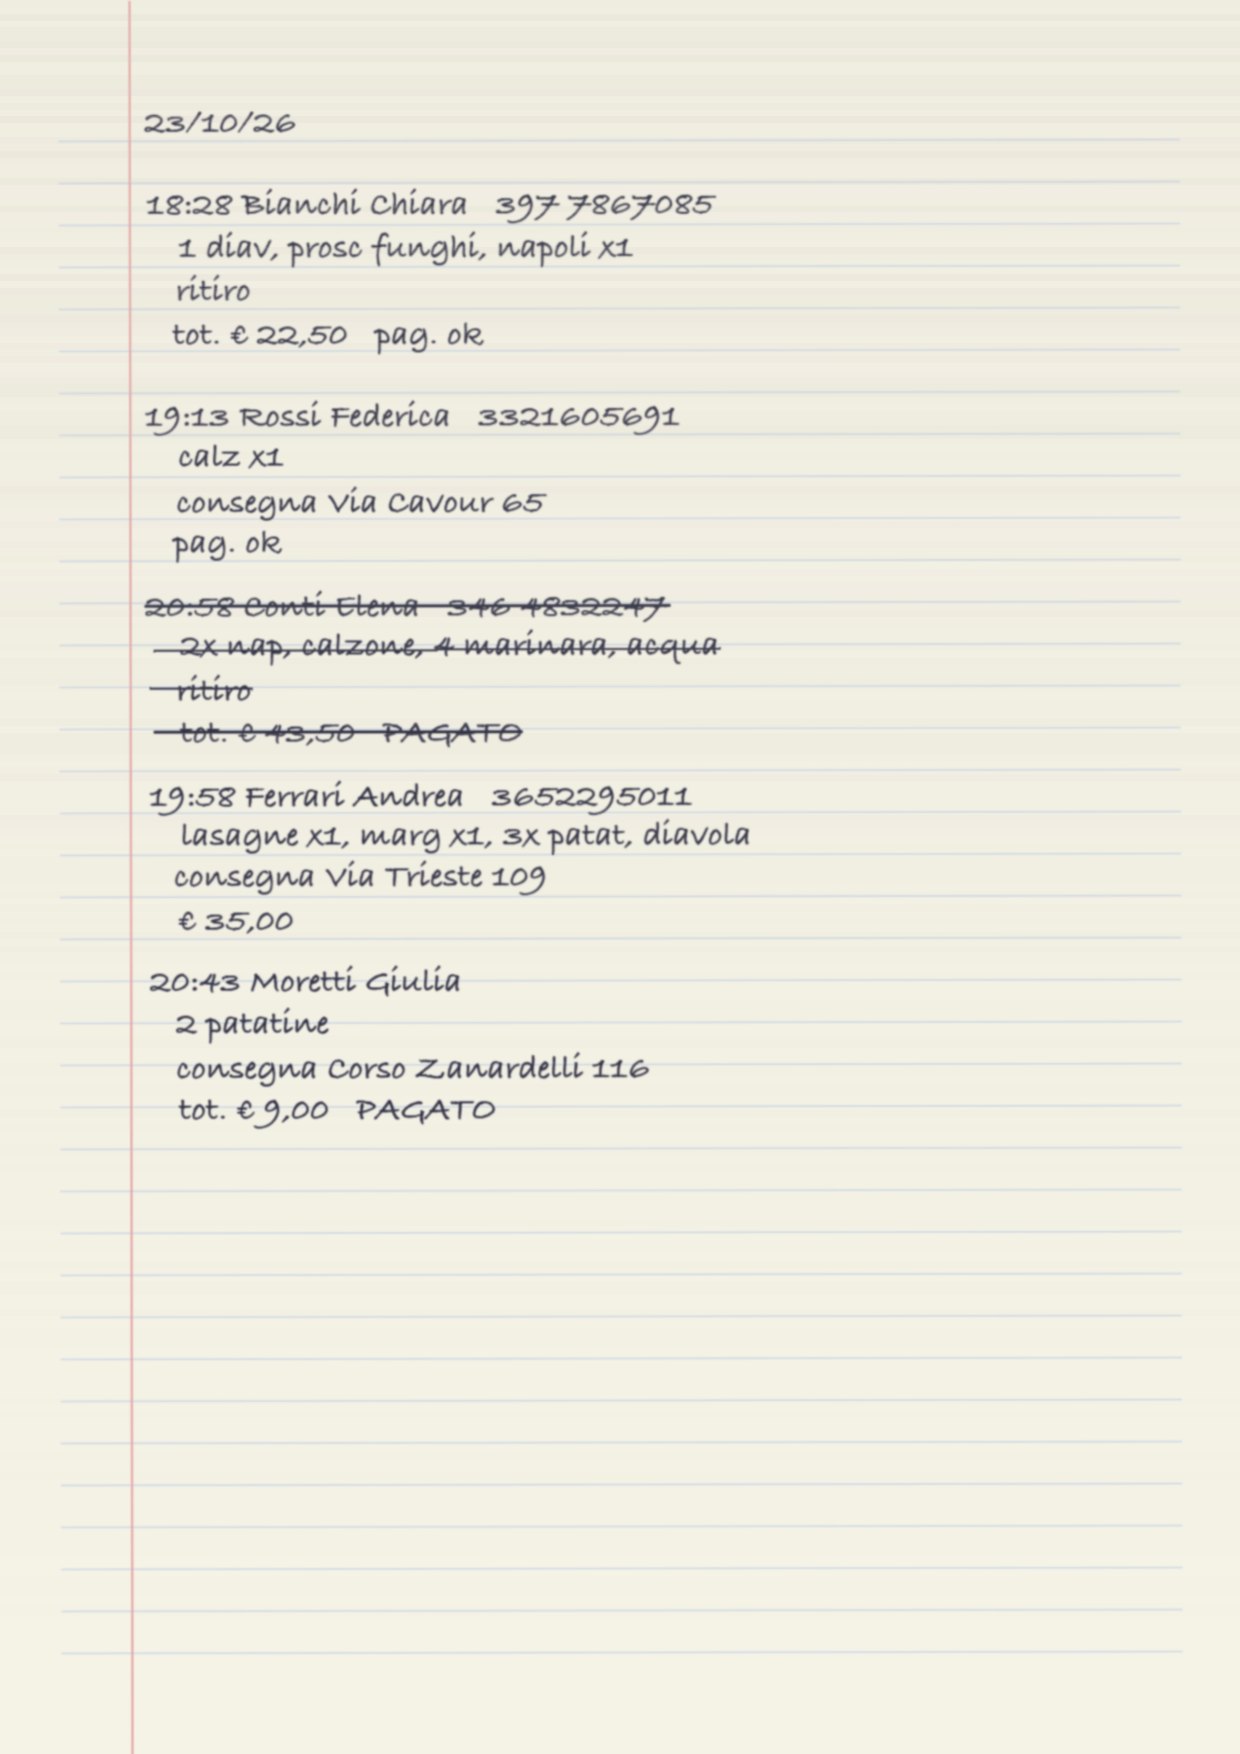 23/10/26
18:28 Bianchi Chiara 397 7867085
1 diav, prosc funghi, napoli x1
ritiro
tot. € 22,50 pag. ok
19:13 Rossi Federica 3321605691
calz x1
consegna Via Cavour 65
pag. ok
20:58 Conti Elena 346 4832247
2x nap, calzone, 4 marinara, acqua
ritiro
tot. € 43,50 PAGATO
19:58 Ferrari Andrea 3652295011
lasagne x1, marg x1, 3x patat, diavola
consegna Via Trieste 109
€ 35,00
20:43 Moretti Giulia
2 patatine
consegna Corso Zanardelli 116
tot. € 9,00 PAGATO